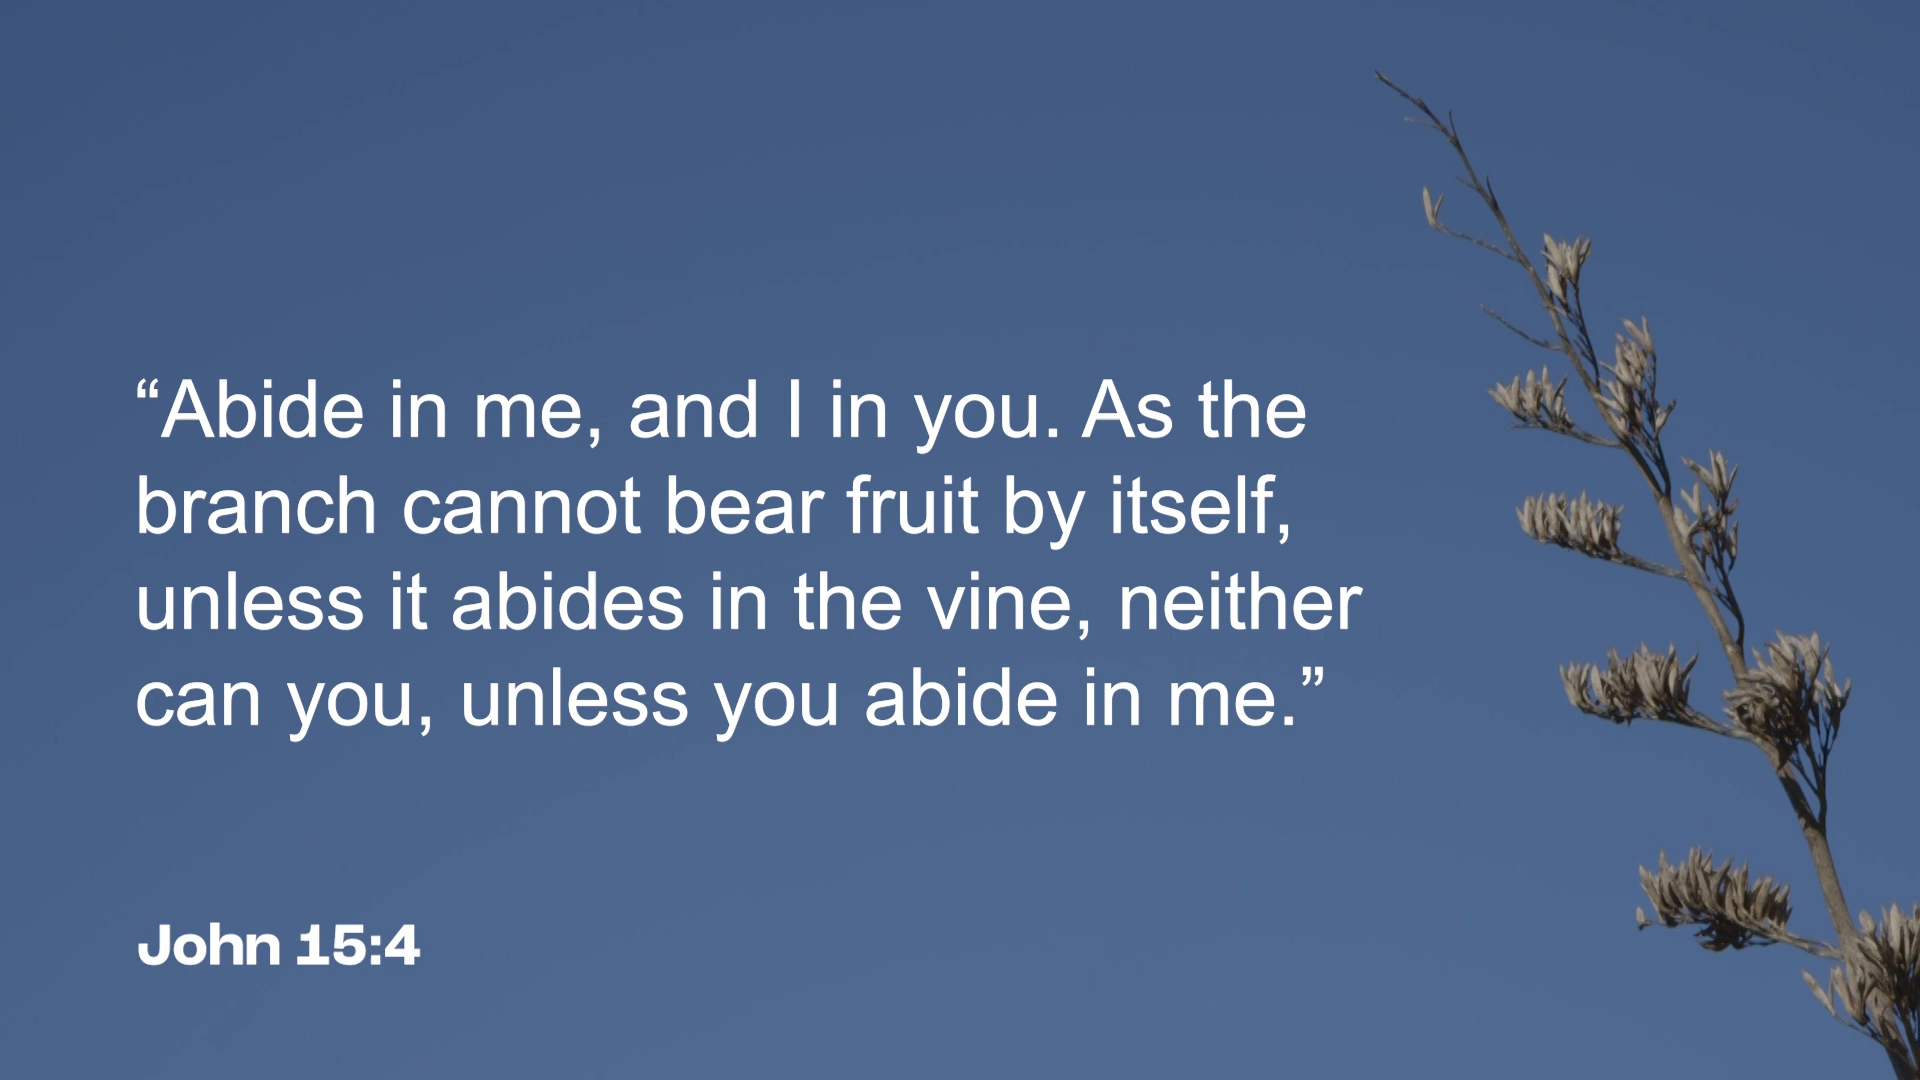 “Abide in me, and I in you. As the
branch cannot bear fruit by itself,
unless it abides in the vine, neither
can you, unless you abide in me.”
John 15:4